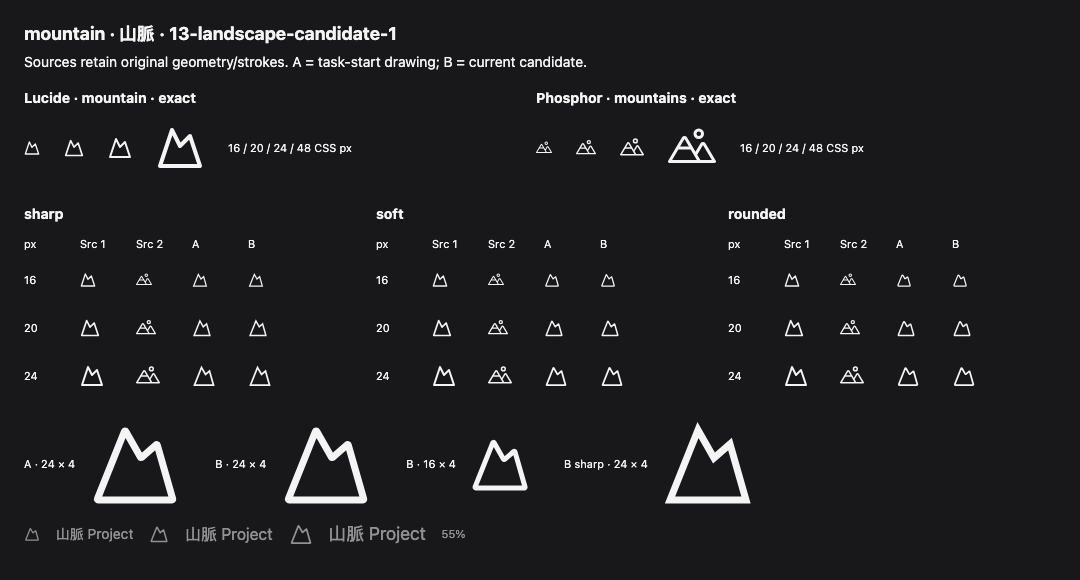 mountain · 山脈 · 13-landscape-candidate-1
Sources retain original geometry/strokes. A = task-start drawing; B = current candidate.
Lucide · mountain · exact
Phosphor · mountains · exact
16 / 20 / 24 / 48 CSS px
16 / 20 / 24 / 48 CSS px
sharp
soft
rounded
px Src 1 Src 2 A B
px Src 1 Src 2 A B
px Src 1 Src 2 A B
16
16
16
20
20
20
24
24
24
A · 24 × 4
B · 24 × 4
B · 16 × 4
B sharp · 24 × 4
山脈 Project
山脈 Project
山脈 Project
55%